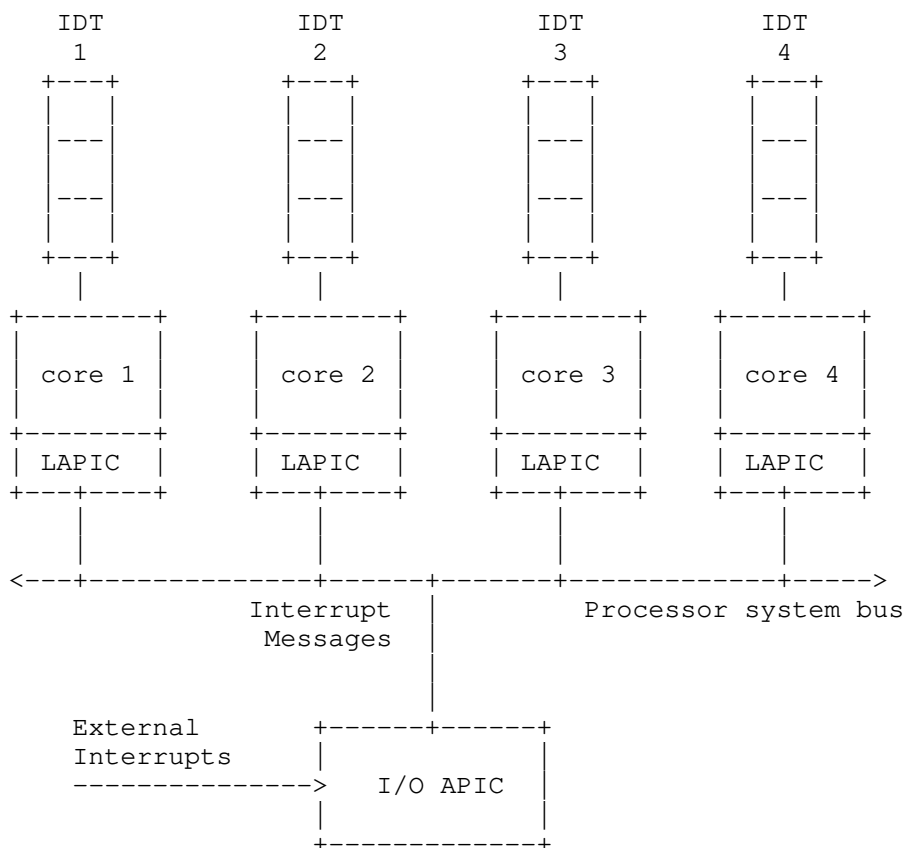 IDT IDT IDT IDT
1 2 3 4
core 1 core 2 core 3 core 4
LAPIC LAPIC LAPIC LAPIC
Interrupt Processor system bus
Messages
External
Interrupts
I/O APIC